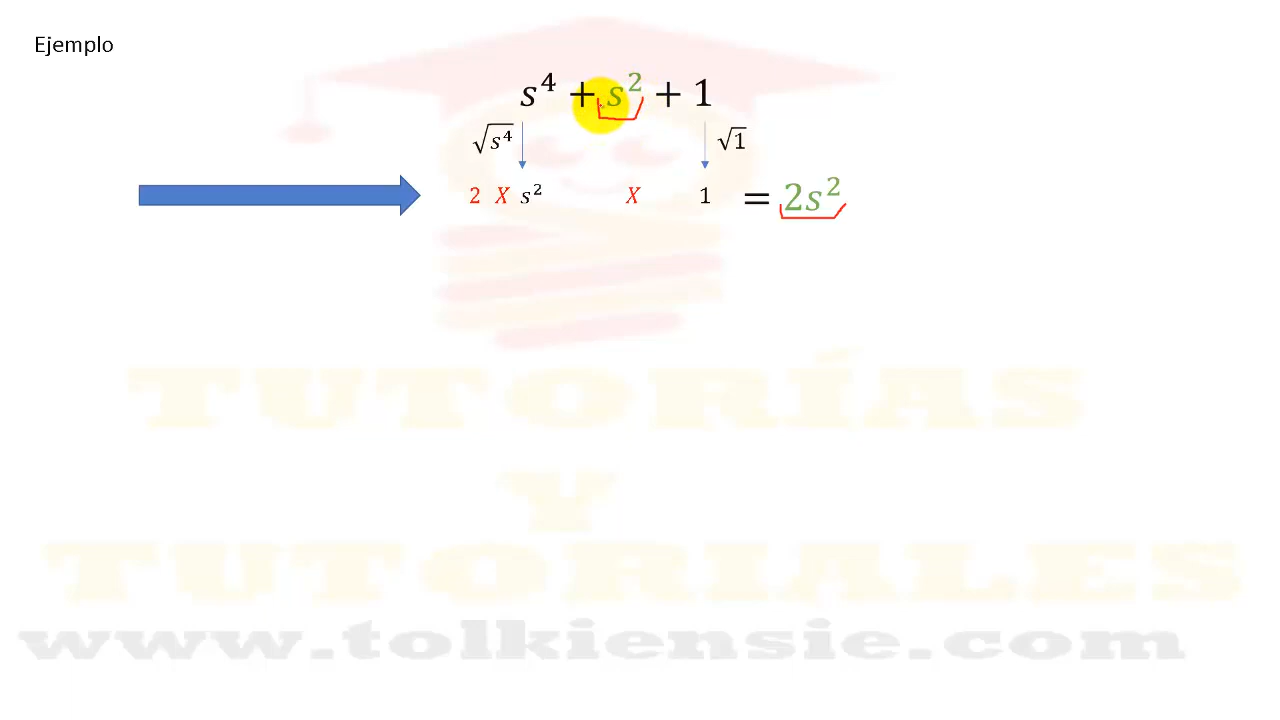 Ejemplo
s⁴ + s² + 1
√s⁴ √1
2 X s² X 1 = 2s²
TUTORÍAS
Y
TUTORIALES
www.tolkiensie.com